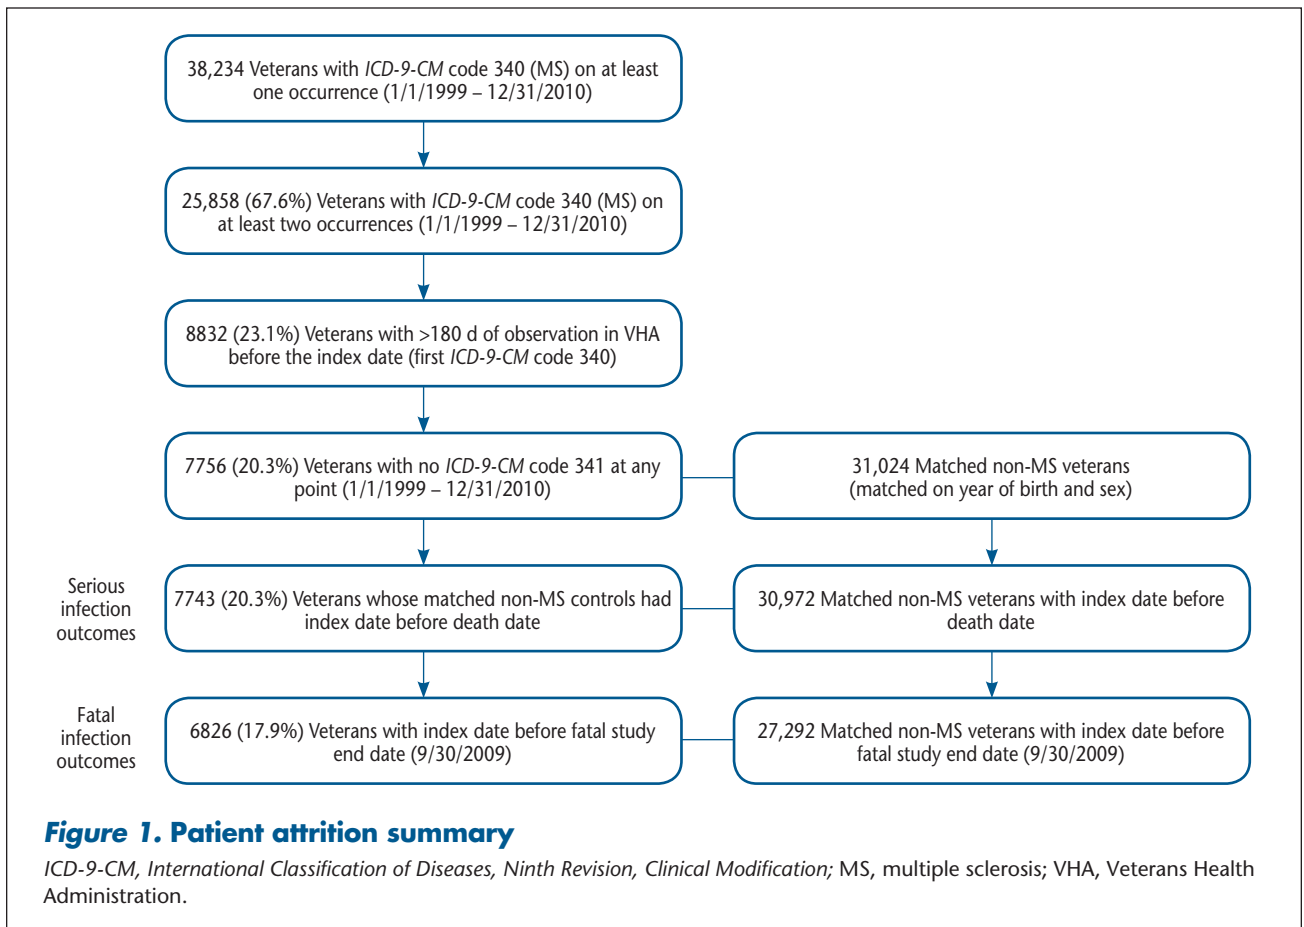 38,234 Veterans with ICD-9-CM code 340 (MS) on at least
one occurrence (1/1/1999 – 12/31/2010)
25,858 (67.6%) Veterans with ICD-9-CM code 340 (MS) on
at least two occurrences (1/1/1999 – 12/31/2010)
8832 (23.1%) Veterans with >180 d of observation in VHA
before the index date (first ICD-9-CM code 340)
7756 (20.3%) Veterans with no ICD-9-CM code 341 at any
point (1/1/1999 – 12/31/2010)
31,024 Matched non-MS veterans
(matched on year of birth and sex)
Serious
infection
outcomes
7743 (20.3%) Veterans whose matched non-MS controls had
index date before death date
30,972 Matched non-MS veterans with index date before
death date
Fatal
infection
outcomes
6826 (17.9%) Veterans with index date before fatal study
end date (9/30/2009)
27,292 Matched non-MS veterans with index date before
fatal study end date (9/30/2009)
Figure 1. Patient attrition summary
ICD-9-CM, International Classification of Diseases, Ninth Revision, Clinical Modification; MS, multiple sclerosis; VHA, Veterans Health
Administration.